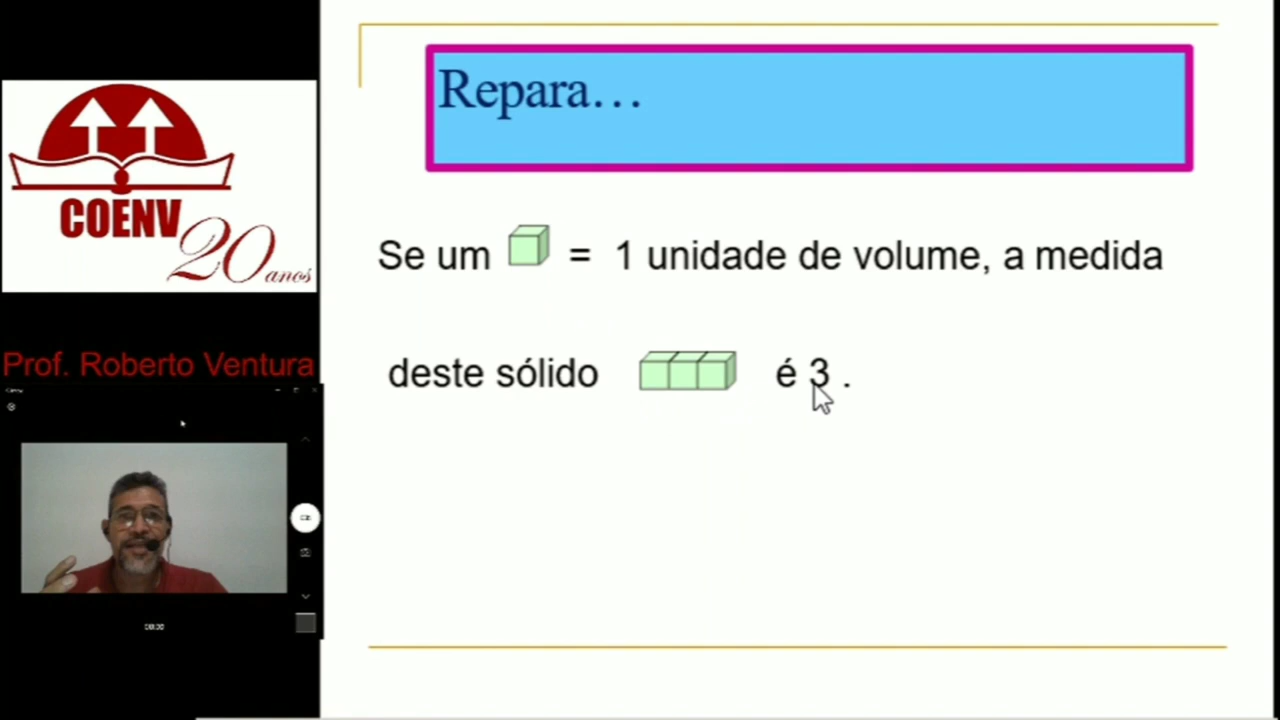 COENV
20 anos
Prof. Roberto Ventura
Repara...
Se um = 1 unidade de volume, a medida
deste sólido é 3 .